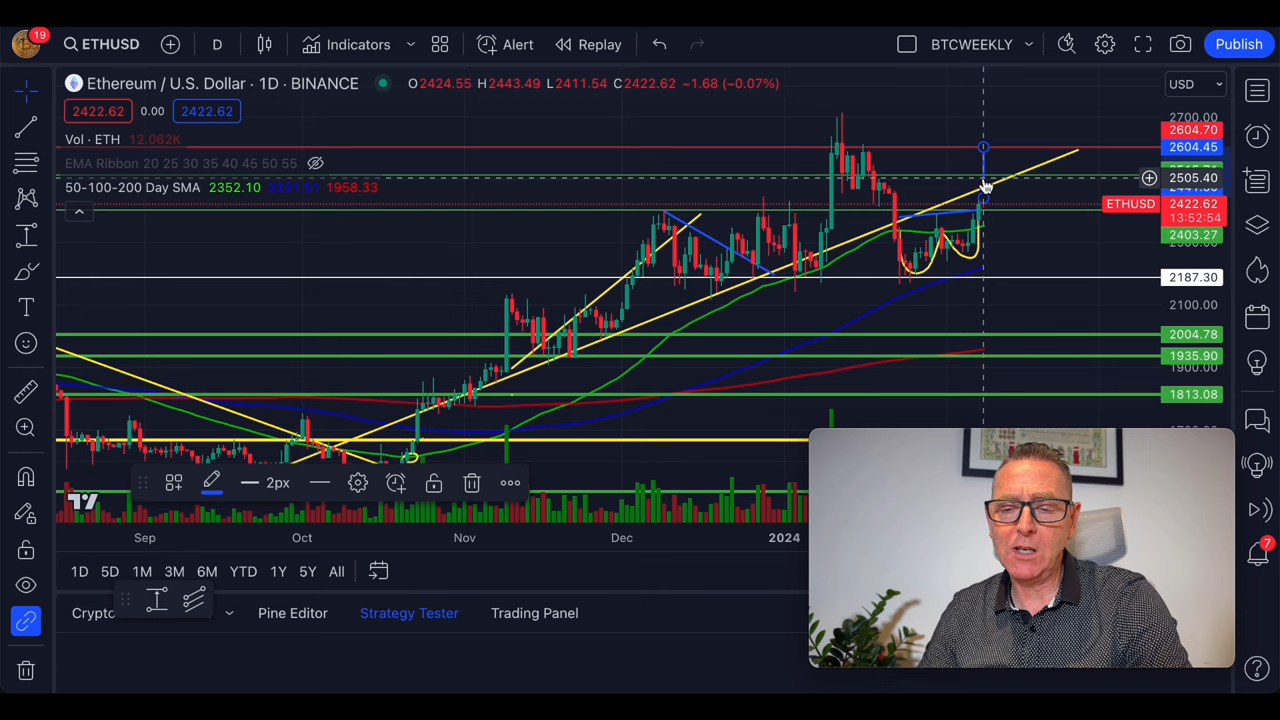 19
ETHUSD
D
Indicators
Alert
Replay
BTCWEEKLY
Publish
Ethereum / U.S. Dollar · 1D · BINANCE
O2424.55 H2443.49 L2411.54 C2422.62 −1.68 (−0.07%)
USD
2422.62 0.00 2422.62
Vol · ETH 12.062K
EMA Ribbon 20 25 30 35 40 45 50 55
50-100-200 Day SMA 2352.10 1958.33
2700.00
2604.70
2604.45
2505.40
ETHUSD 2422.62
13:52:54
2403.27
2187.30
2100.00
2004.78
1935.90
1900.00
1813.08
2px
Sep Oct Nov Dec 2024
1D 5D 1M 3M 6M YTD 1Y 5Y All
7
Pine Editor Strategy Tester Trading Panel